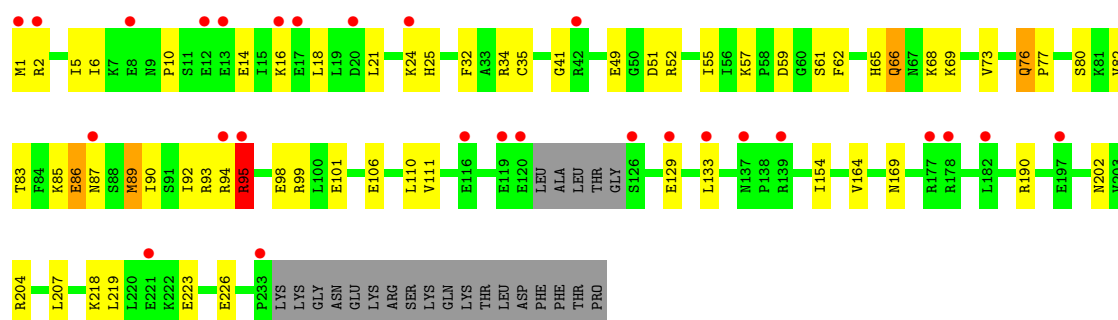 M1 R2 I5 I6 K7 E8 N9 P10 S11 E12 E13 E14 I15 K16 E17 L18 L19 D20 L21 K24 H25 F32 A33 R34 C35 G41 R42 E49 G50 D51 R52 I55 I56 K57 P58 D59 G60 S61 F62 H65 Q66 N67 K68 K69 V73 Q76 P77 S80 K81
T83 F84 K85 E86 N87 S88 M89 I90 S91 I92 R93 R94 R95 E98 R99 L100 E101 E106 L110 V111 E116 E119 E120 LEU ALA LEU THR GLY S126 E129 L133 N137 P138 R139 I154 V164 N169 R177 R178 L182 R190 E197 N202
R204 L207 K218 L219 L220 E221 K222 E223 E226 P233 LYS LYS GLY ASN GLU LYS ARG SER LYS GLN LYS THR LEU ASP PHE PHE THR PRO